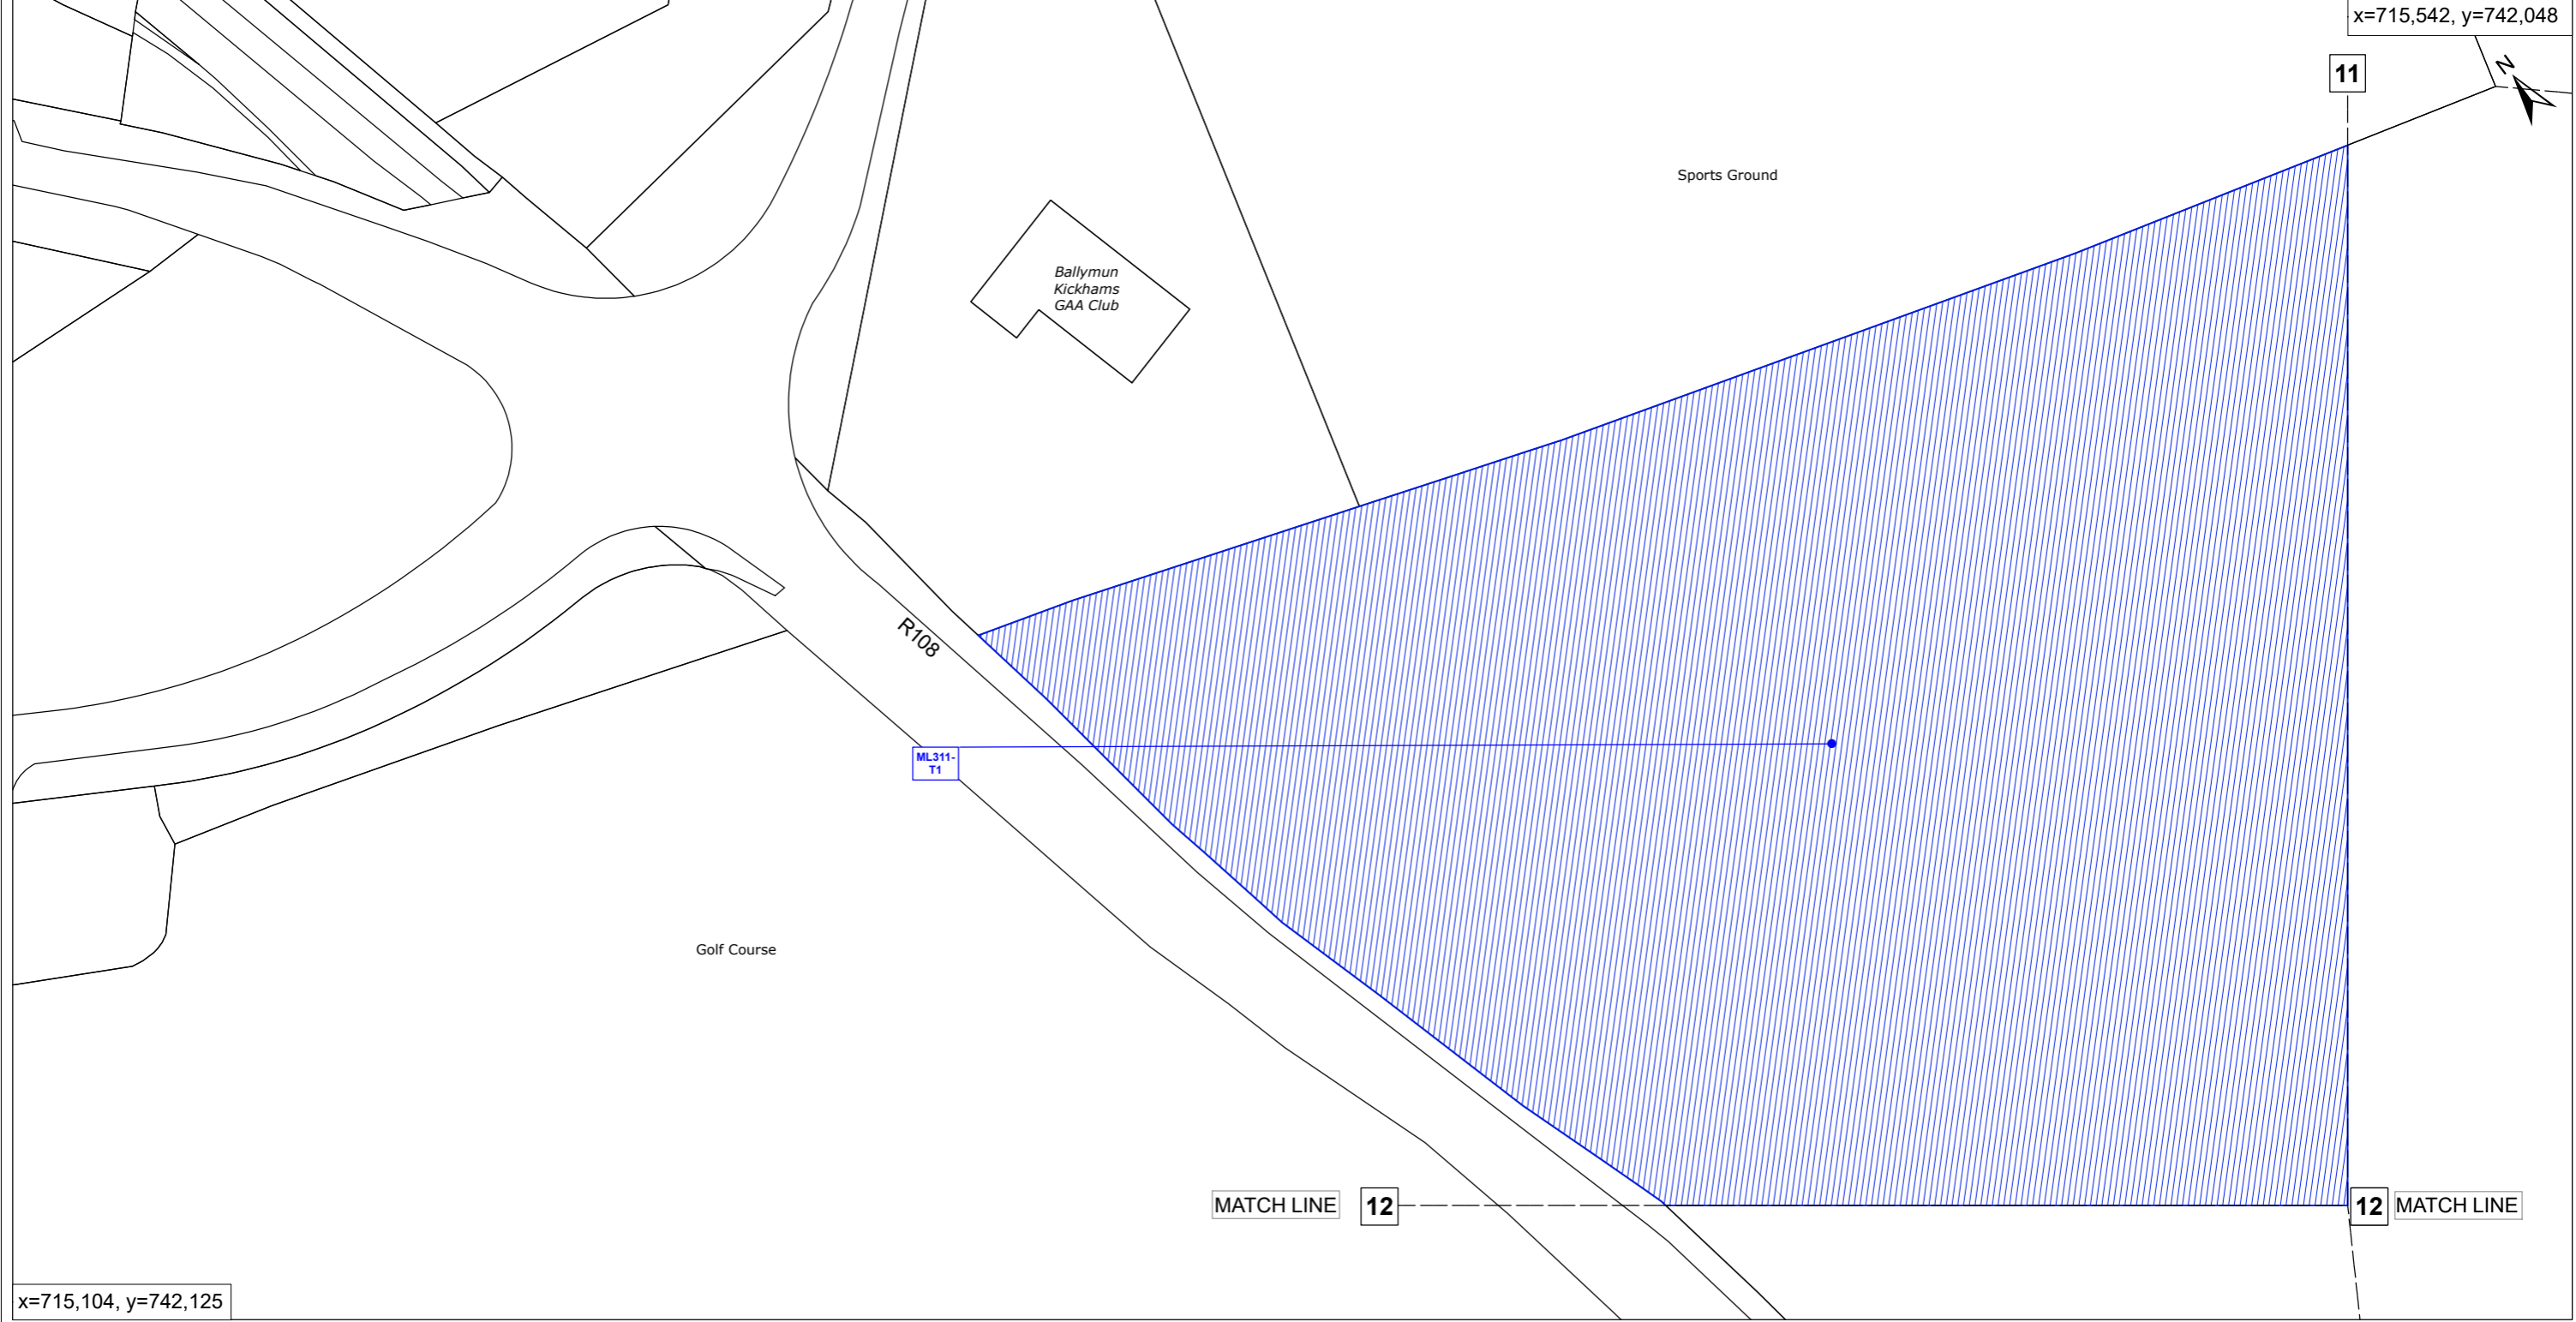 x=715,542, y=742,048
11
N
Sports Ground
Ballymun
Kickhams
GAA Club
R108
ML311-
T1
Golf Course
MATCH LINE 12
12 MATCH LINE
x=715,104, y=742,125